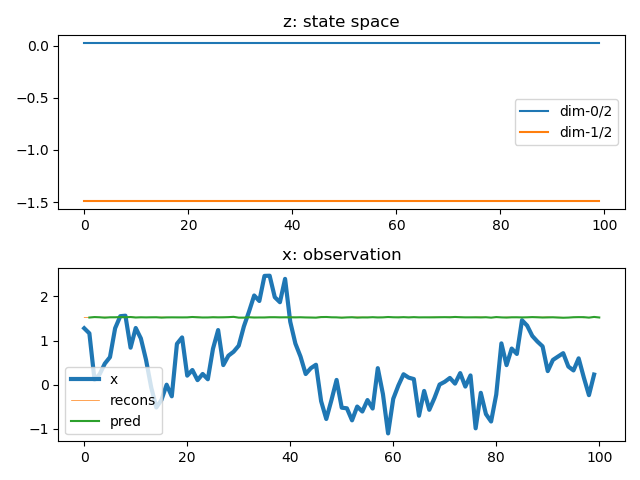 z: state space
0.0
−0.5
−1.0
−1.5
dim-0/2
dim-1/2
0 20 40 60 80 100
x: observation
2
1
0
−1
x
recons
pred
0 20 40 60 80 100